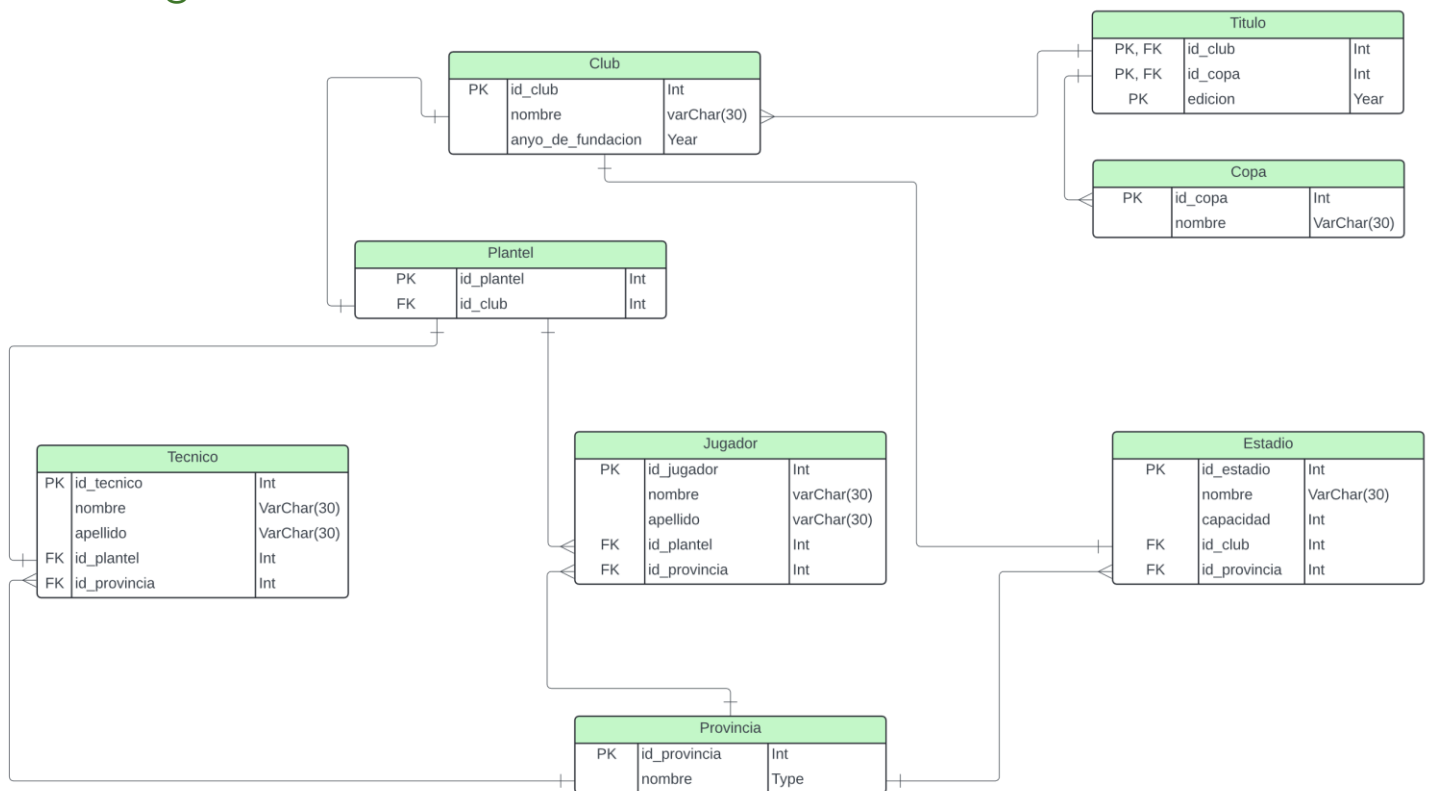 Titulo
PK, FK id_club Int
PK, FK id_copa Int
PK edicion Year
Club
PK id_club Int
nombre varChar(30)
anyo_de_fundacion Year
Copa
PK id_copa Int
nombre VarChar(30)
Plantel
PK id_plantel Int
FK id_club Int
Tecnico
PK id_tecnico Int
nombre VarChar(30)
apellido VarChar(30)
FK id_plantel Int
FK id_provincia Int
Jugador
PK id_jugador Int
nombre varChar(30)
apellido varChar(30)
FK id_plantel Int
FK id_provincia Int
Estadio
PK id_estadio Int
nombre VarChar(30)
capacidad Int
FK id_club Int
FK id_provincia Int
Provincia
PK id_provincia Int
nombre Type